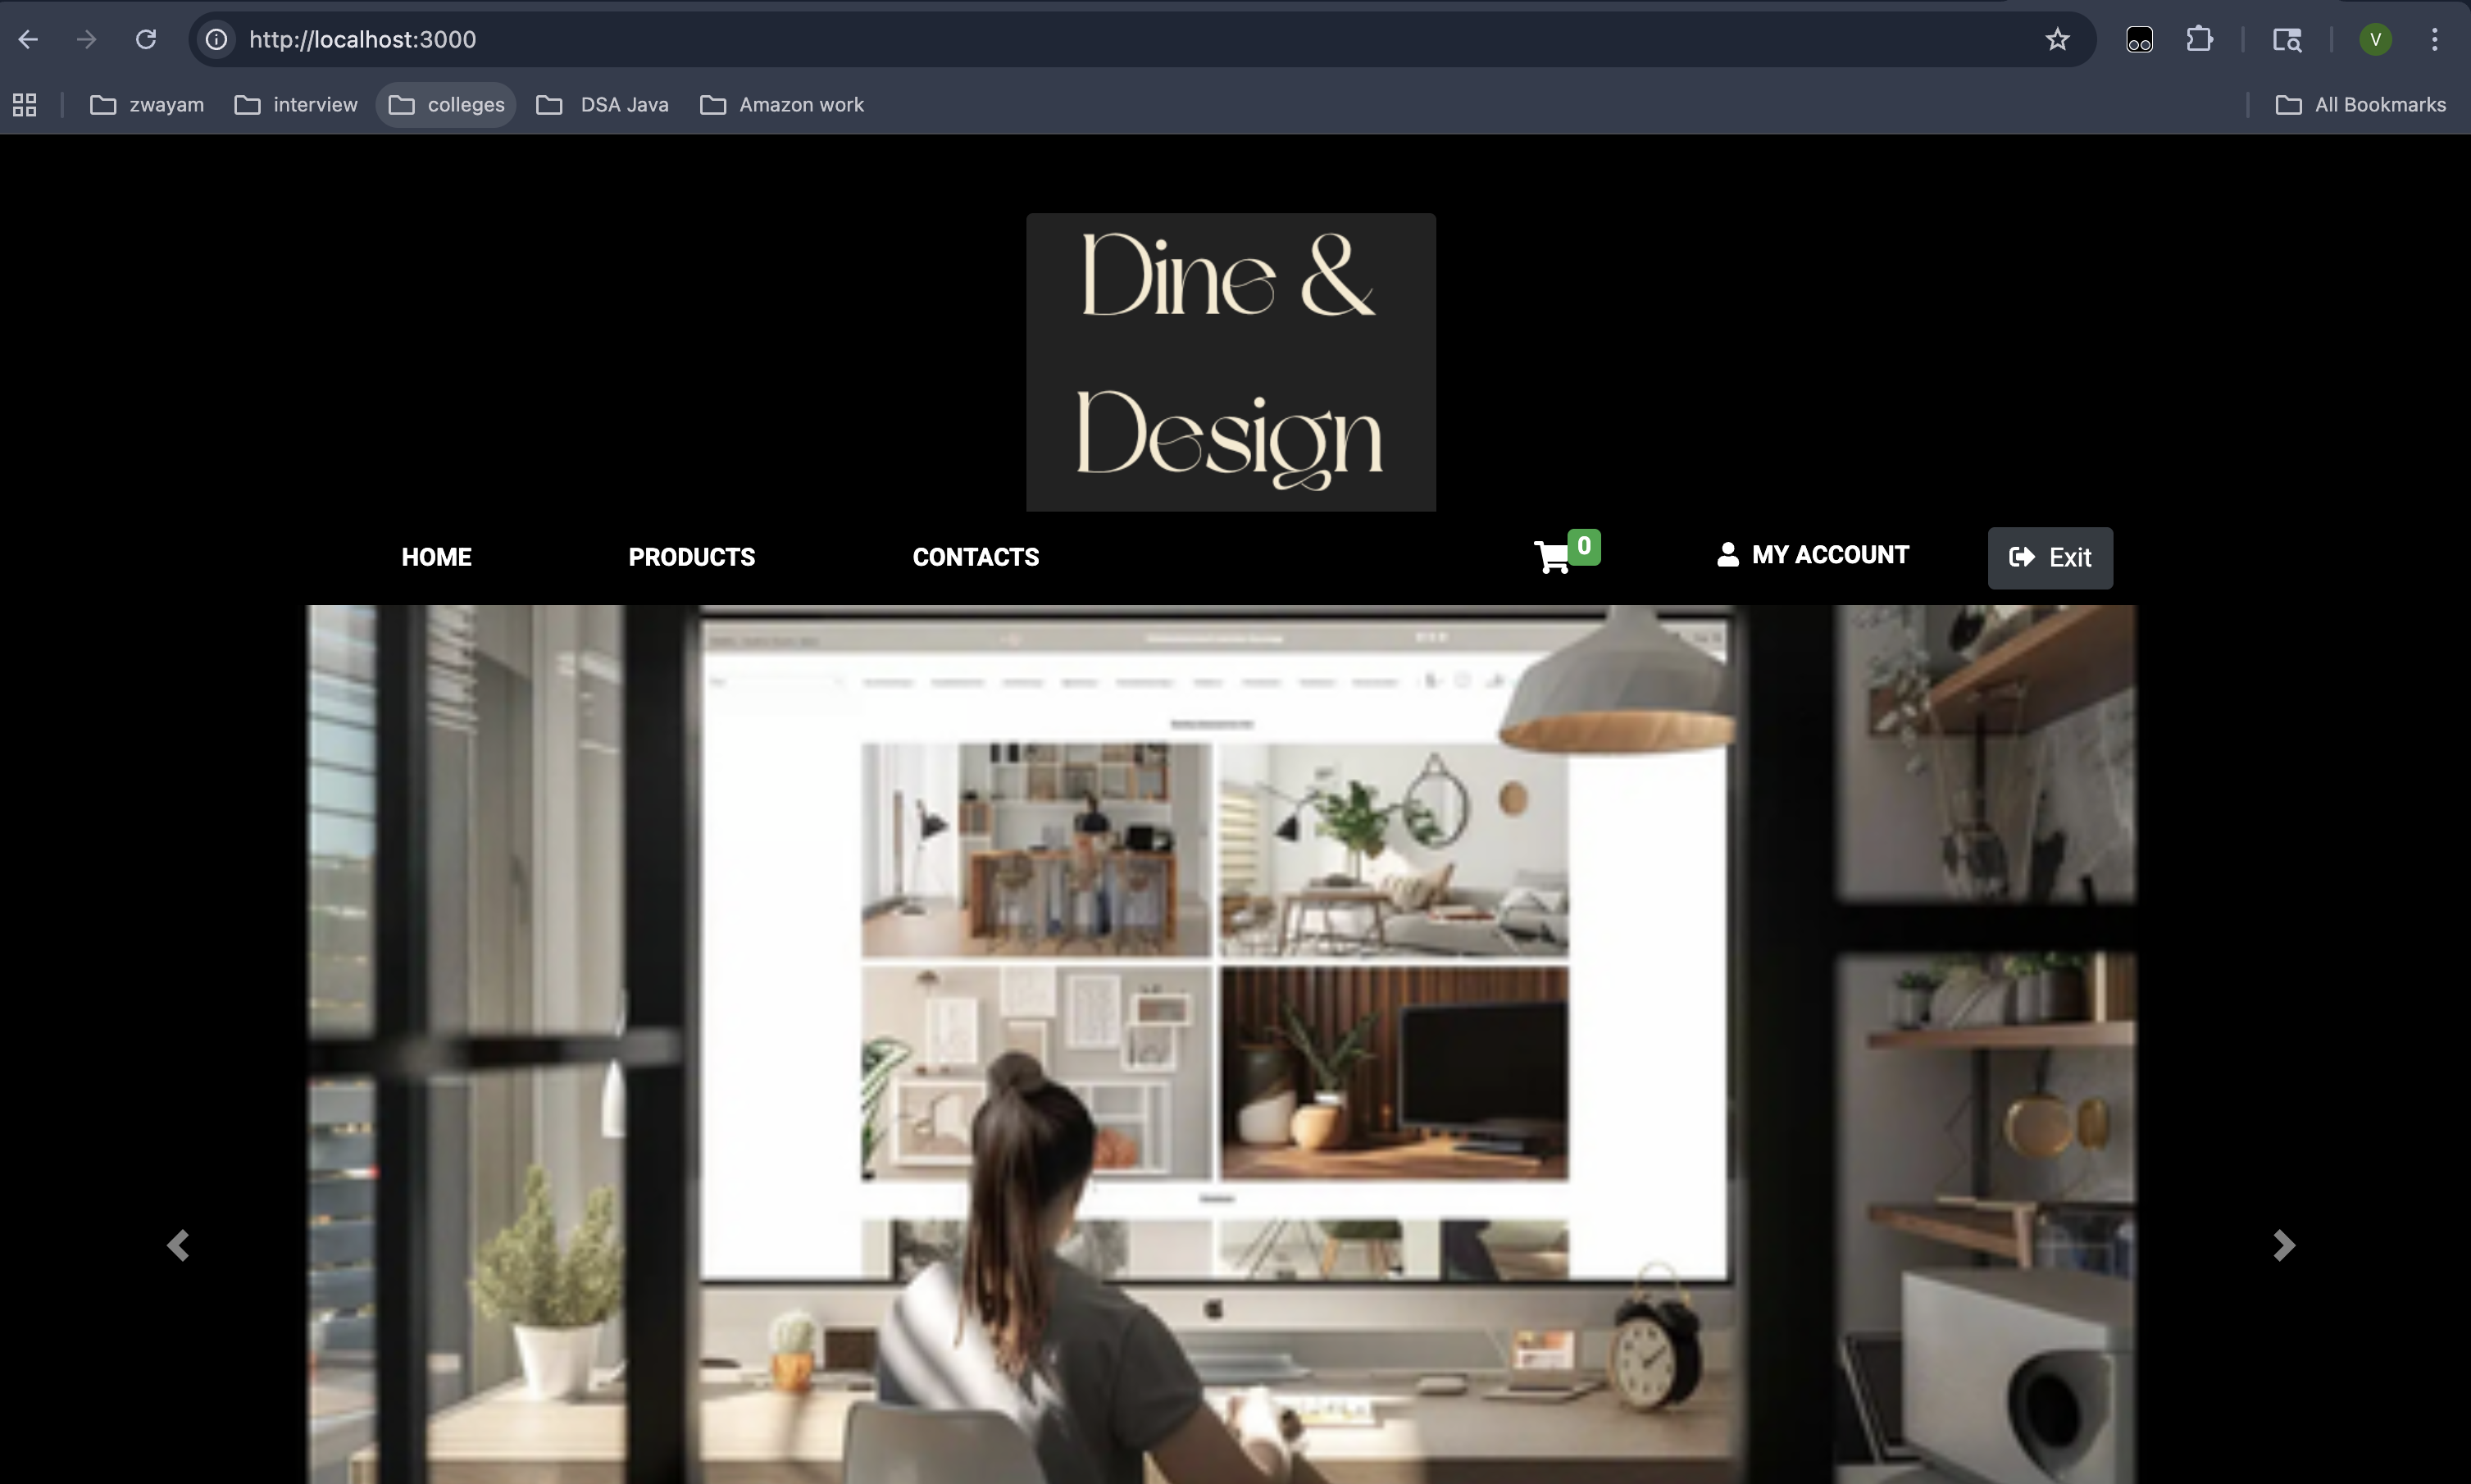 http://localhost:3000
V
zwayam
interview
colleges
DSA Java
Amazon work
All Bookmarks
Dine &
Design
HOME
PRODUCTS
CONTACTS
0
MY ACCOUNT
Exit